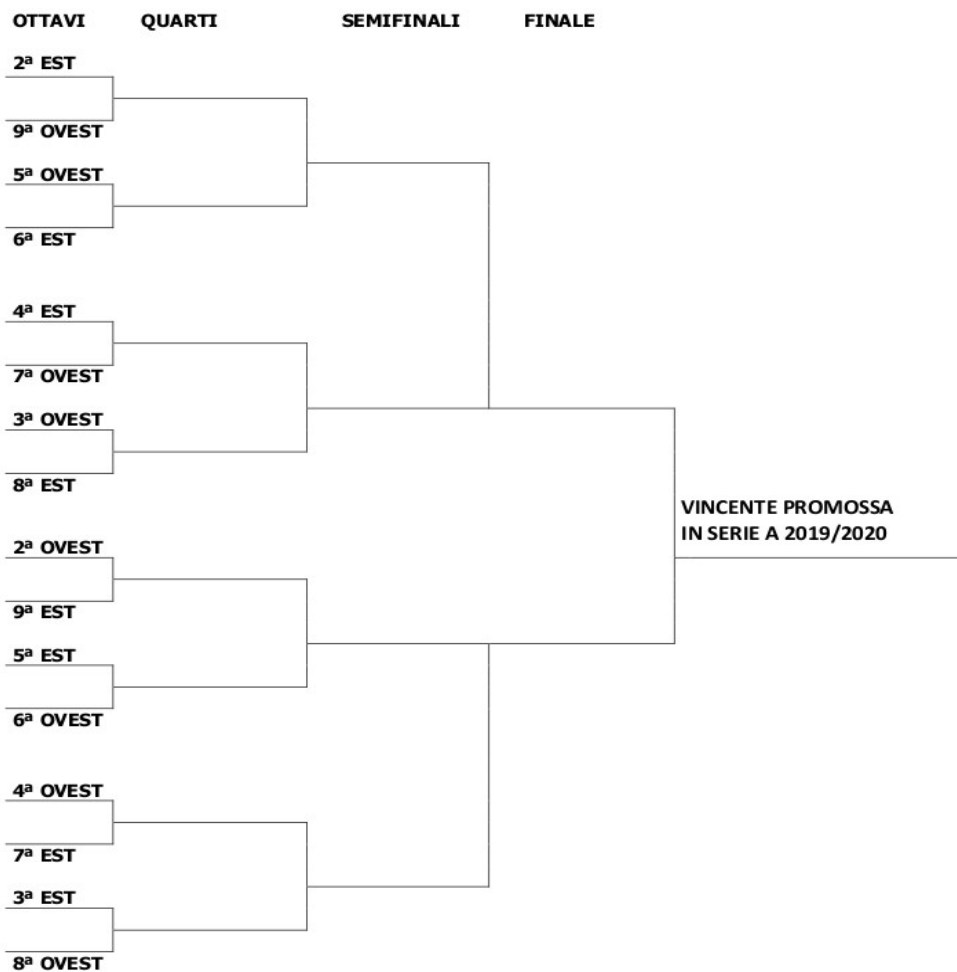 OTTAVI QUARTI SEMIFINALI FINALE
2ª EST
9ª OVEST
5ª OVEST
6ª EST
4ª EST
7ª OVEST
3ª OVEST
8ª EST
VINCENTE PROMOSSA
IN SERIE A 2019/2020
2ª OVEST
9ª EST
5ª EST
6ª OVEST
4ª OVEST
7ª EST
3ª EST
8ª OVEST